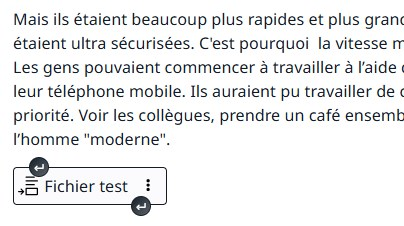 Mais ils étaient beaucoup plus rapides et plus
étaient ultra sécurisées. C'est pourquoi  la vitesse
Les gens pouvaient commencer à travailler à l’aide
leur téléphone mobile. Ils auraient pu travailler de
priorité. Voir les collègues, prendre un café
l’homme "moderne".
Fichier test